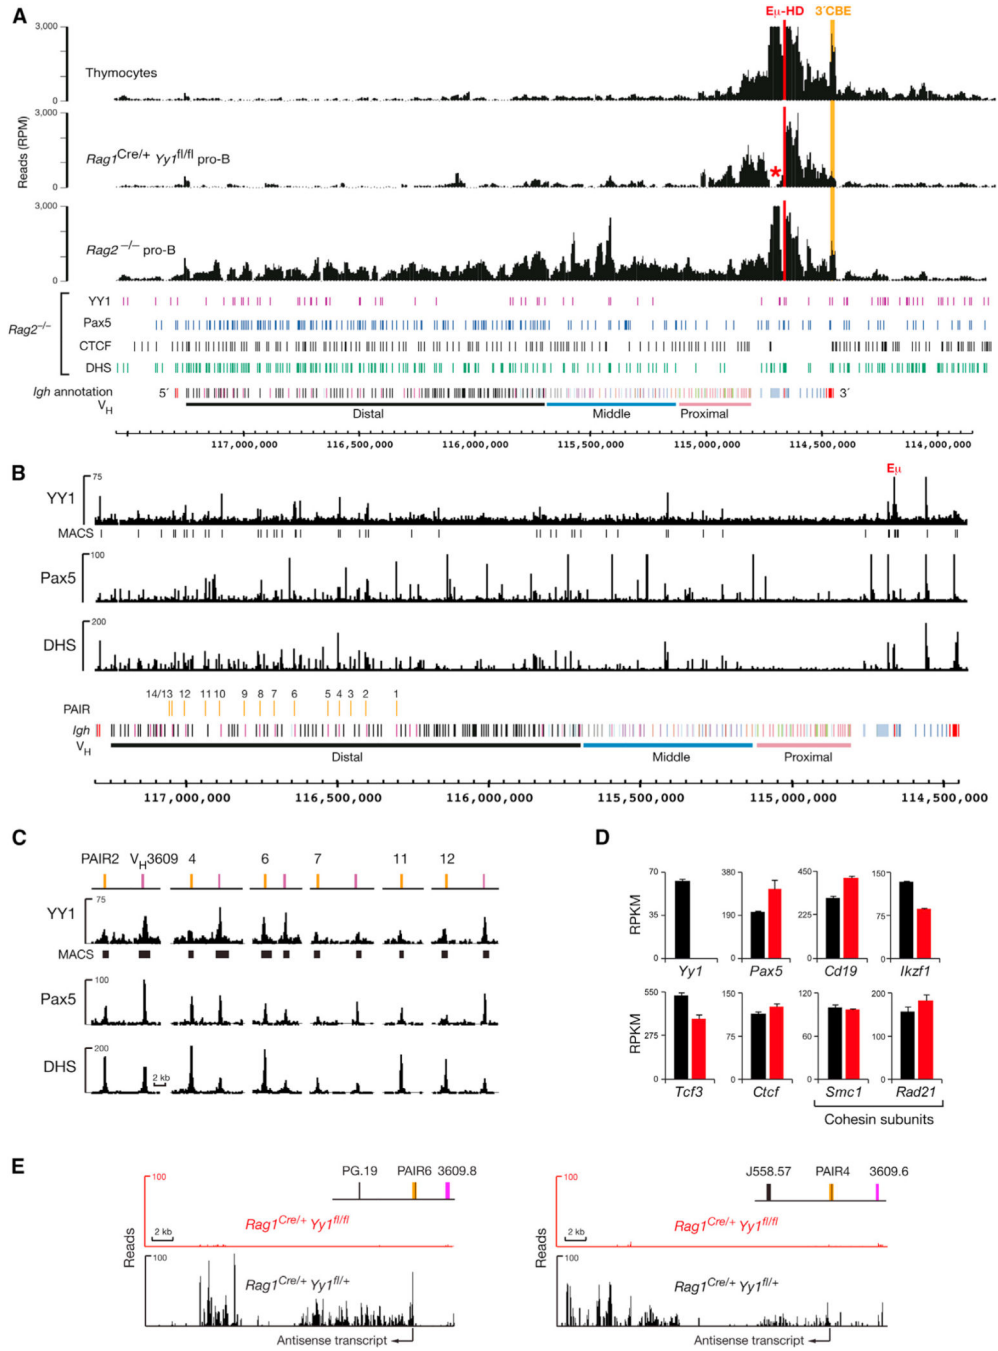 A
Eµ-HD 3´CBE
3,000
Thymocytes
0
3,000
Reads (RPM)
Rag1Cre/+ Yy1fl/fl pro-B
*
0
3,000
Rag2–/– pro-B
0
Rag2–/–
YY1
Pax5
CTCF
DHS
Igh annotation 5´ 3´
VH
Distal Middle Proximal
117,000,000 116,500,000 116,000,000 115,500,000 115,000,000 114,500,000 114,000,000
B
Eµ
75
YY1
MACS
100
Pax5
200
DHS
14/13 12 11 10 9 8 7 6 5 4 3 2 1
PAIR
Igh
VH
Distal Middle Proximal
117,000,000 116,500,000 116,000,000 115,500,000 115,000,000 114,500,000
C
PAIR2 VH3609 4 6 7 11 12
75
YY1
MACS
100
Pax5
200
DHS
2 kb
D
RPKM
70 35 0
Yy1
380 190 0
Pax5
450 225 0
Cd19
150 75 0
Ikzf1
RPKM
550 275 0
Tcf3
150 75 0
Ctcf
120 60 0
Smc1
200 100 0
Rad21
Cohesin subunits
E
100
PG.19 PAIR6 3609.8
Rag1Cre/+ Yy1fl/fl
2 kb
Reads
100
Rag1Cre/+ Yy1fl/+
Antisense transcript
100
J558.57 PAIR4 3609.6
Rag1Cre/+ Yy1fl/fl
2 kb
Reads
100
Rag1Cre/+ Yy1fl/+
Antisense transcript